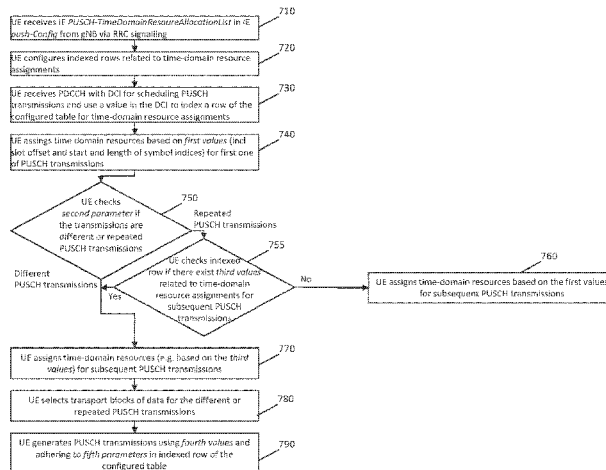 UE receives IE PUSCH-TimeDomainResoureAllocationList in IE
push-Config from gNB via RRC signalling
710
UE configures indexed rows related to time-domain resource
assignments
720
UE receives PDCCH with DCI for scheduling PUSCH
transmissions and use a value in the DCI to index a row of the
configured table for time-domain resource assignments
730
UE assigns time domain resources based on first values (incl
slot offset and start and length of symbol indices) for first one
of PUSCH transmissions
740
UE checks
second parameter if
the transmissions are
different or repeated PUSCH
transmissions
750
Repeated
PUSCH transmissions
755
UE checks indexed
row if there exist third values
related to time-domain
resource assignments for
subsequent PUSCH
transmission
Different
PUSCH transmissions
Yes
No
760
UE assigns time-domain resources based on the first values
for subsequent PUSCH transmissions
UE assigns time-domain resources (e.g. based on the third
values) for subsequent PUSCH transmissions
770
UE selects transport blocks of data for the different or
repeated PUSCH transmissions
780
UE generates PUSCH transmissions using fourth values and
adhering to fifth parameters in indexed row of the
configured table
790